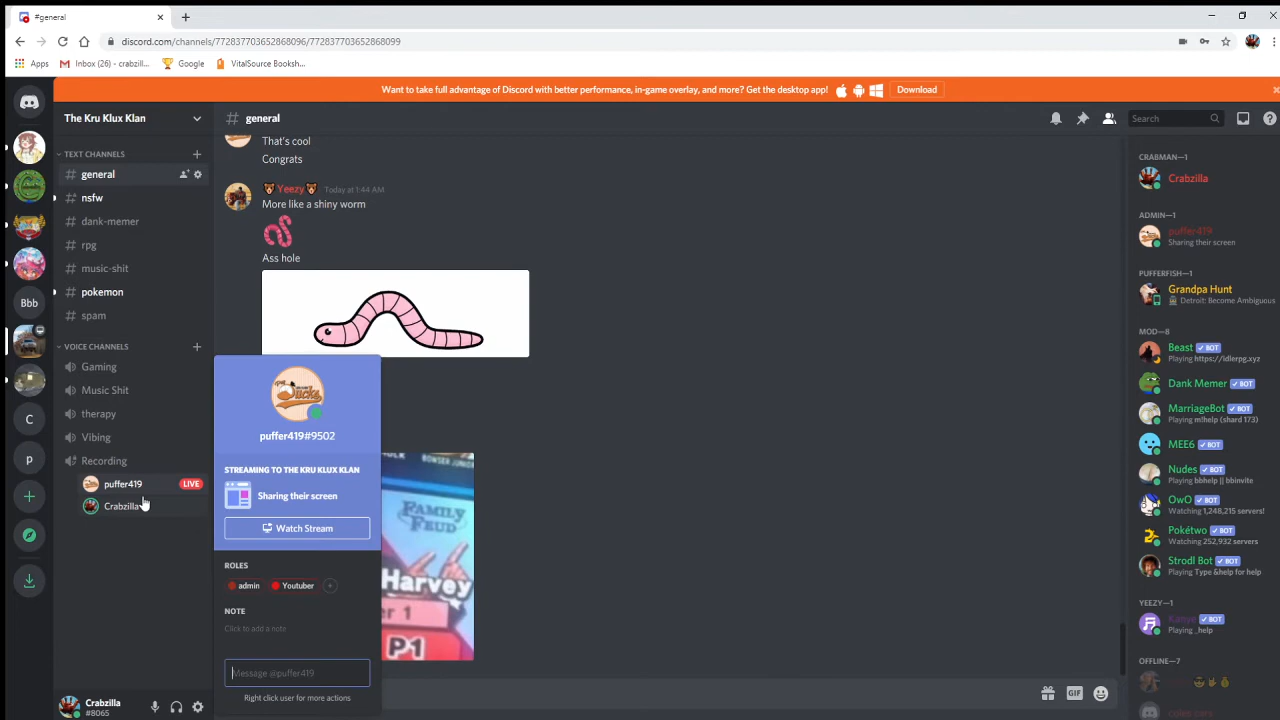 #general
discord.com/channels/772837703652868096/772837703652868099
Apps
Inbox (26) - crabzill...
Google
VitalSource Booksh...
Want to take full advantage of Discord with better performance, in-game overlay, and more? Get the desktop app!
Download
The Kru Klux Klan
general
Search
TEXT CHANNELS
general
nsfw
dank-memer
rpg
music-shit
pokemon
spam
VOICE CHANNELS
Gaming
Music Shit
therapy
Vibing
Recording
puffer419
LIVE
Crabzilla
Bbb
C
p
Crabzilla
#8065
That's cool
Congrats
Yeezy
Today at 1:44 AM
More like a shiny worm
Ass hole
puffer419#9502
STREAMING TO THE KRU KLUX KLAN
Sharing their screen
Watch Stream
ROLES
admin
Youtuber
NOTE
Click to add a note
Message @puffer419
Right click user for more actions
BOWSER JUNIOR
FAMILY
FEUD
Harvey
er 1
P1
GIF
CRABMAN—1
Crabzilla
ADMIN—1
puffer419
Sharing their screen
PUFFERFISH—1
Grandpa Hunt
Detroit: Become Ambiguous
MOD—8
Beast
BOT
Playing https://idlerpg.xyz
Dank Memer
BOT
MarriageBot
BOT
Playing m!help (shard 173)
MEE6
BOT
Nudes
BOT
Playing bbhelp || bbinvite
OwO
BOT
Watching 1,248,215 servers!
Pokétwo
BOT
Watching 252,932 servers
Strodl Bot
BOT
Playing Type &help for help
YEEZY—1
Kanye
BOT
Playing _help
OFFLINE—7